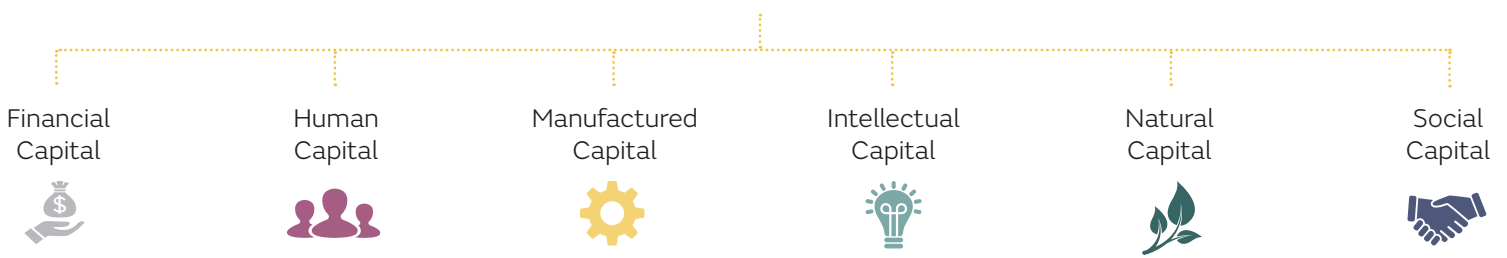 Financial
Capital
Human
Capital
Manufactured
Capital
Intellectual
Capital
Natural
Capital
Social
Capital
$